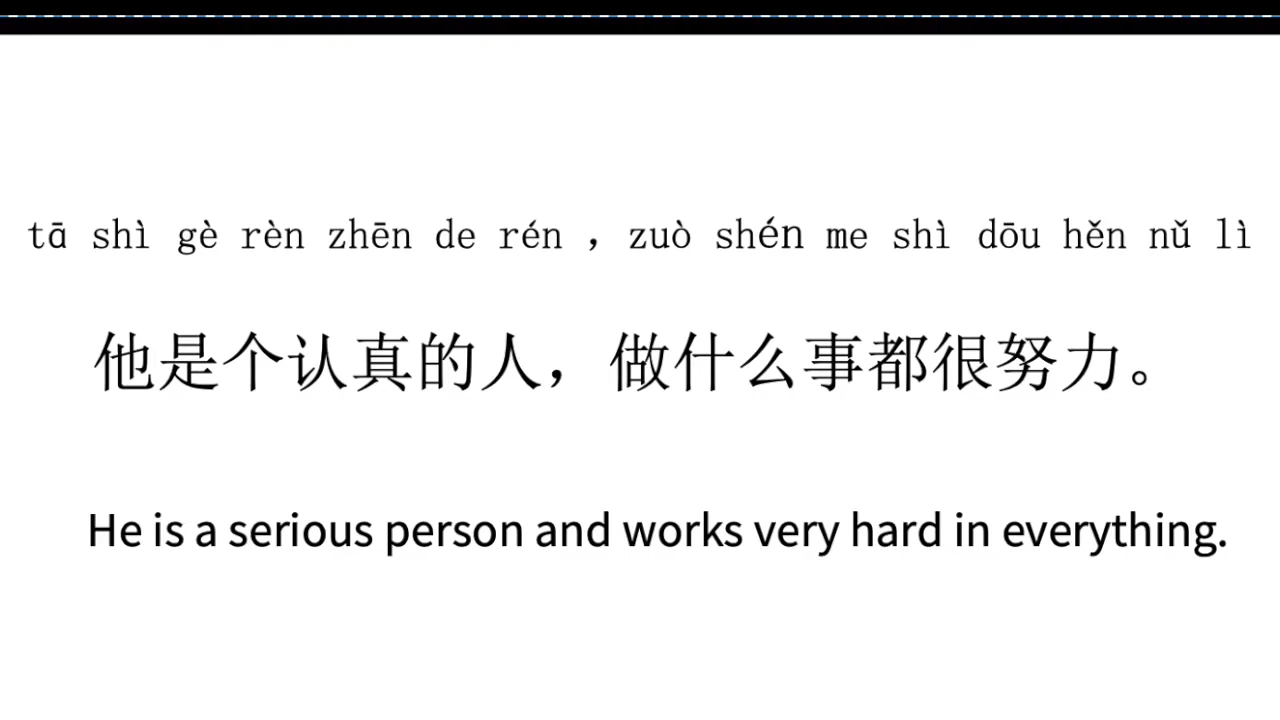 tā shì gè rèn zhēn de rén ，zuò shén me shì dōu hěn nǔ lì
他是个认真的人，做什么事都很努力。
He is a serious person and works very hard in everything.